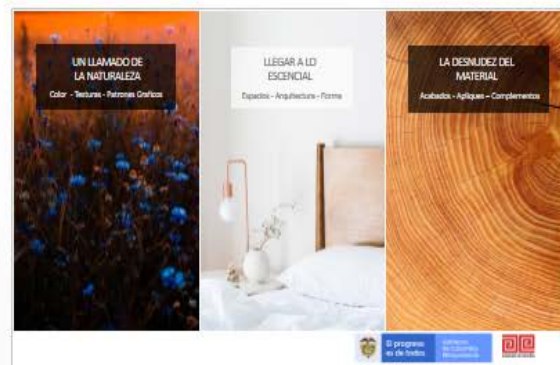 UN LLAMADO DE
LA NATURALEZA
Color - Texturas - Patrones Graficos
LLEGAR A LO
ESCENCIAL
Espacios - Arquitectura - Forma
LA DESNUDEZ DEL
MATERIAL
Acabados - Apliques - Complementos
El progreso
es de todos